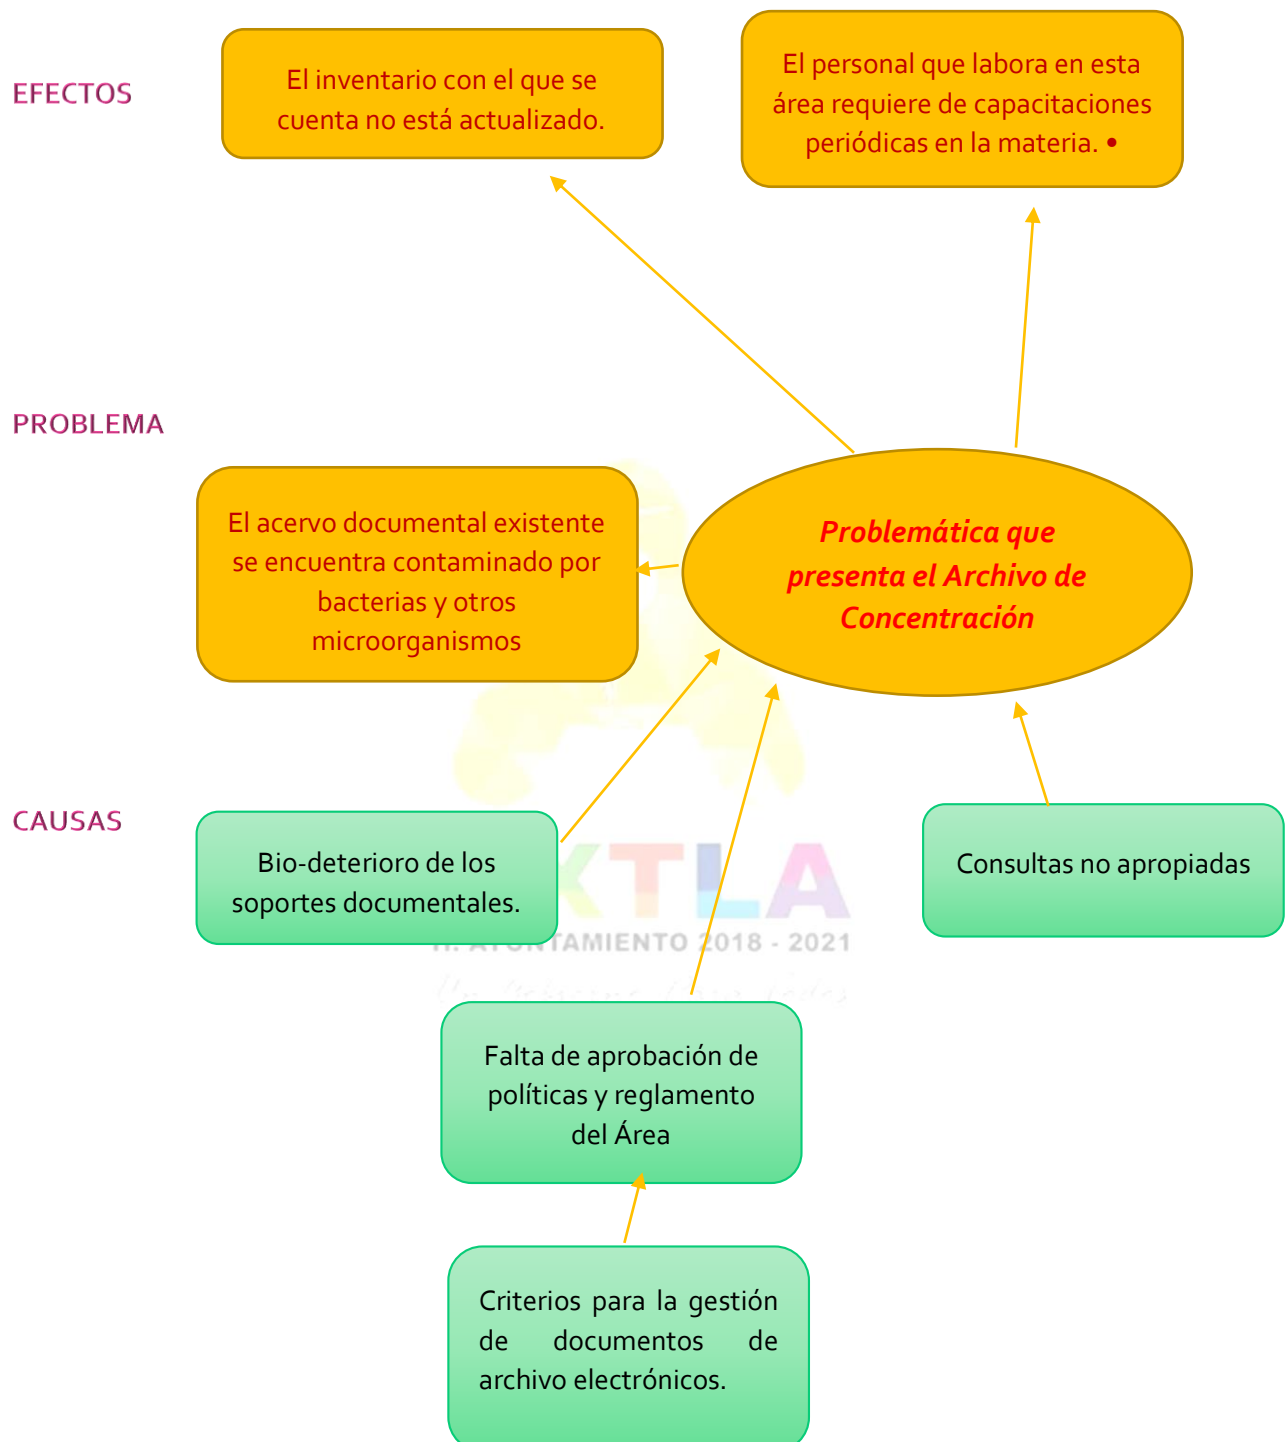 EFECTOS
El inventario con el que se
cuenta no está actualizado.
El personal que labora en esta
área requiere de capacitaciones
periódicas en la materia. •
PROBLEMA
El acervo documental existente
se encuentra contaminado por
bacterias y otros
microorganismos
Problemática que
presenta el Archivo de
Concentración
CAUSAS
Bio-deterioro de los
soportes documentales.
Consultas no apropiadas
TLA
2018 - 2021
Falta de aprobación de
políticas y reglamento
del Área
Criterios para la gestión
de documentos de
archivo electrónicos.